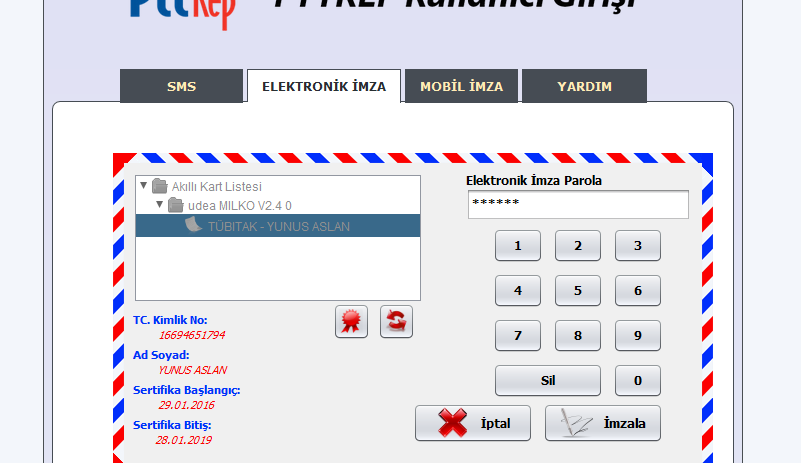 PttKep PTTKEP Kullanıcı Girişi
SMS
ELEKTRONİK İMZA
MOBİL İMZA
YARDIM
Akıllı Kart Listesi
udea MILKO V2.4 0
TÜBITAK - YUNUS ASLAN
Elektronik İmza Parola
******
1 2 3
4 5 6
7 8 9
Sil 0
TC. Kimlik No:
16694651794
Ad Soyad:
YUNUS ASLAN
Sertifika Başlangıç:
29.01.2016
Sertifika Bitiş:
28.01.2019
İptal
İmzala